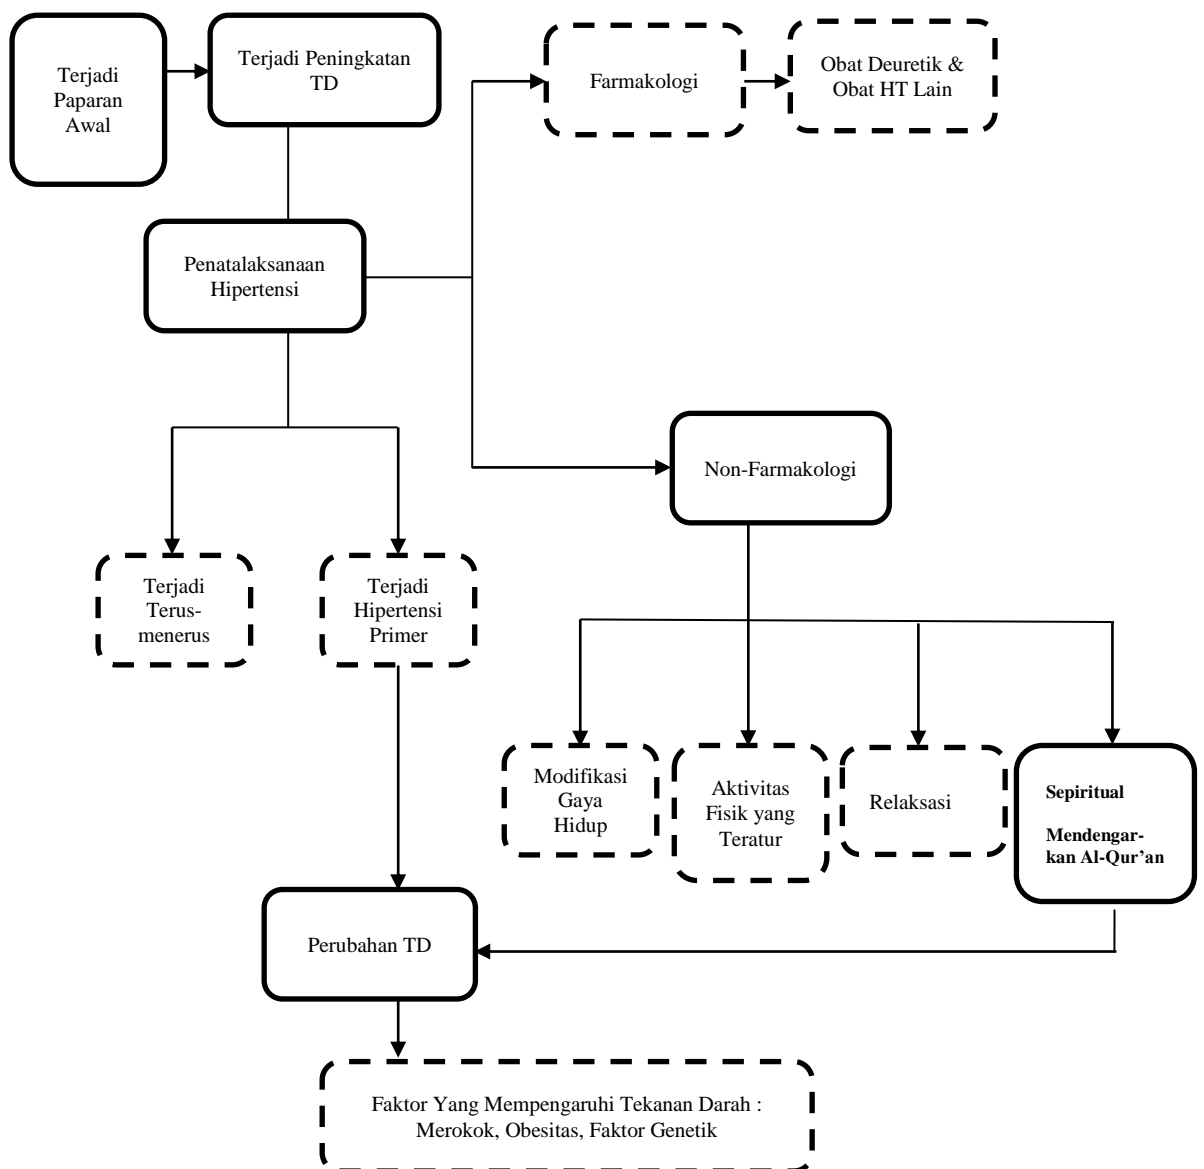 Terjadi
Paparan
Awal
Terjadi Peningkatan
TD
Farmakologi
Obat Deuretik &
Obat HT Lain
Penatalaksanaan
Hipertensi
Non-Farmakologi
Terjadi
Terus-
menerus
Terjadi
Hipertensi
Primer
Modifikasi
Gaya
Hidup
Aktivitas
Fisik yang
Teratur
Relaksasi
Sepiritual
Mendengar-
kan Al-Qur’an
Perubahan TD
Faktor Yang Mempengaruhi Tekanan Darah :
Merokok, Obesitas, Faktor Genetik